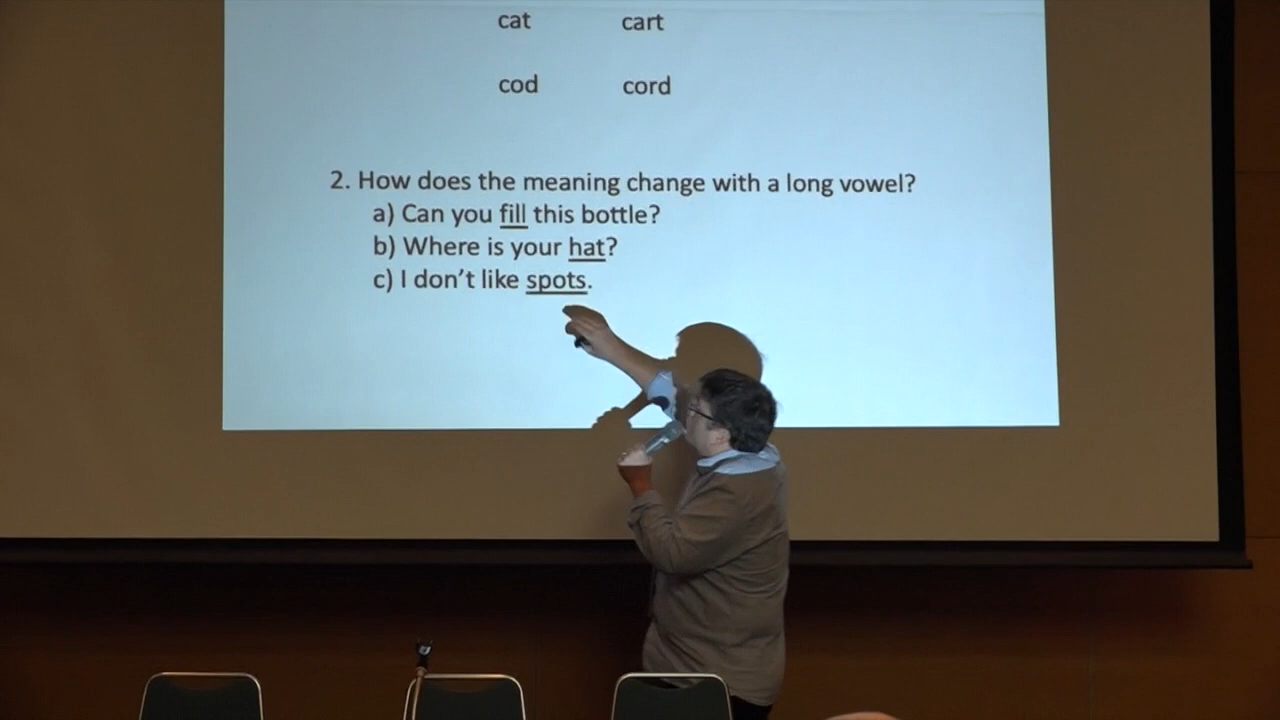 cat cart
cod cord
2. How does the meaning change with a long vowel?
a) Can you fill this bottle?
b) Where is your hat?
c) I don't like spots.